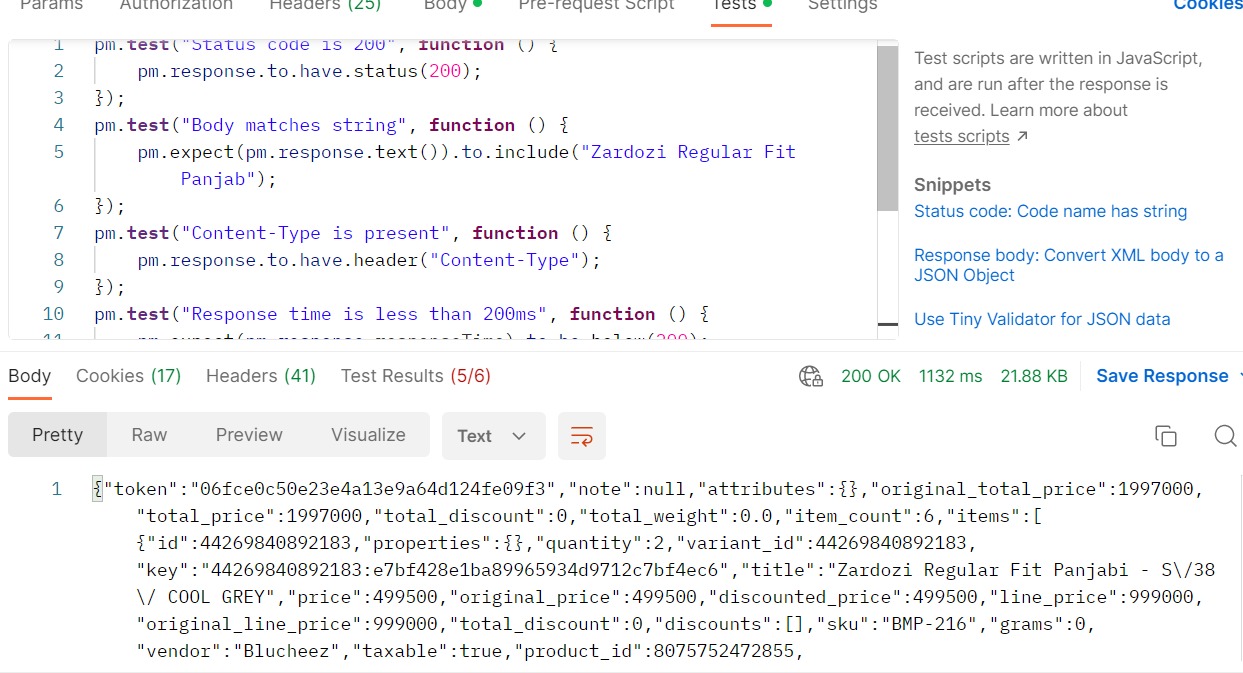 Params Authorization Headers (25) Body Pre-request Script Tests Settings Cookies
1 pm.test("Status code is 200", function () {
2 pm.response.to.have.status(200);
3 });
4 pm.test("Body matches string", function () {
5 pm.expect(pm.response.text()).to.include("Zardozi Regular Fit
Panjab");
6 });
7 pm.test("Content-Type is present", function () {
8 pm.response.to.have.header("Content-Type");
9 });
10 pm.test("Response time is less than 200ms", function () {
11 pm.expect(pm.response.responseTime).to.be.below(200);
Test scripts are written in JavaScript,
and are run after the response is
received. Learn more about
tests scripts ↗
Snippets
Status code: Code name has string
Response body: Convert XML body to a
JSON Object
Use Tiny Validator for JSON data
Body Cookies (17) Headers (41) Test Results (5/6) 200 OK 1132 ms 21.88 KB Save Response
Pretty Raw Preview Visualize Text
1 {"token":"06fce0c50e23e4a13e9a64d124fe09f3","note":null,"attributes":{},"original_total_price":1997000,
"total_price":1997000,"total_discount":0,"total_weight":0.0,"item_count":6,"items":[
{"id":44269840892183,"properties":{},"quantity":2,"variant_id":44269840892183,
"key":"44269840892183:e7bf428e1ba89965934d9712c7bf4ec6","title":"Zardozi Regular Fit Panjabi - S\/38
\/ COOL GREY","price":499500,"original_price":499500,"discounted_price":499500,"line_price":999000,
"original_line_price":999000,"total_discount":0,"discounts":[],"sku":"BMP-216","grams":0,
"vendor":"Blucheez","taxable":true,"product_id":8075752472855,